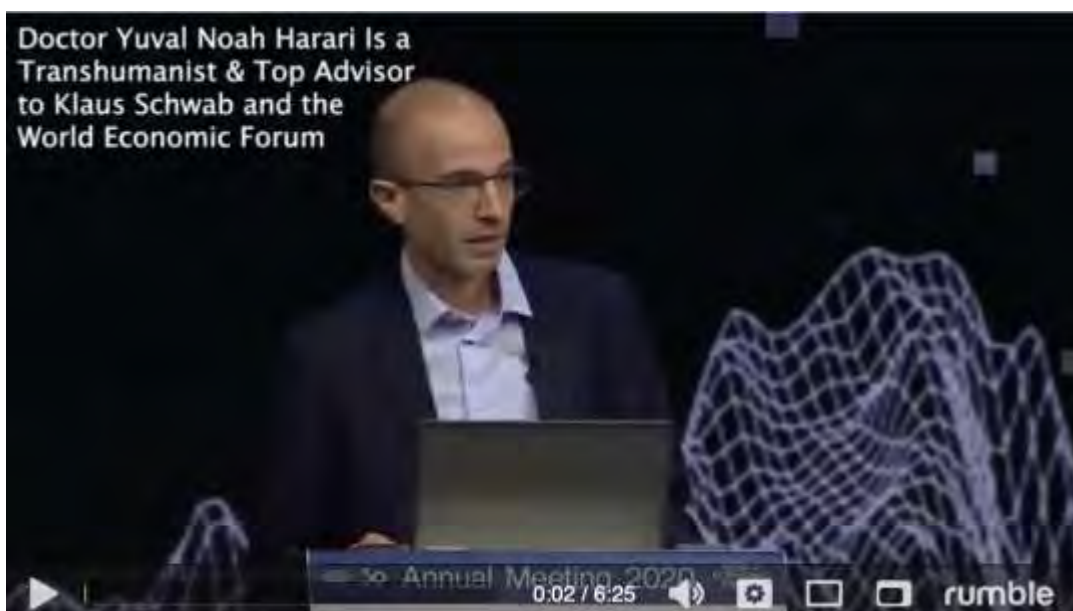 Doctor Yuval Noah Harari Is a
Transhumanist & Top Advisor
to Klaus Schwab and the
World Economic Forum
Annual Meeting 2020
0:02 / 6:25
rumble